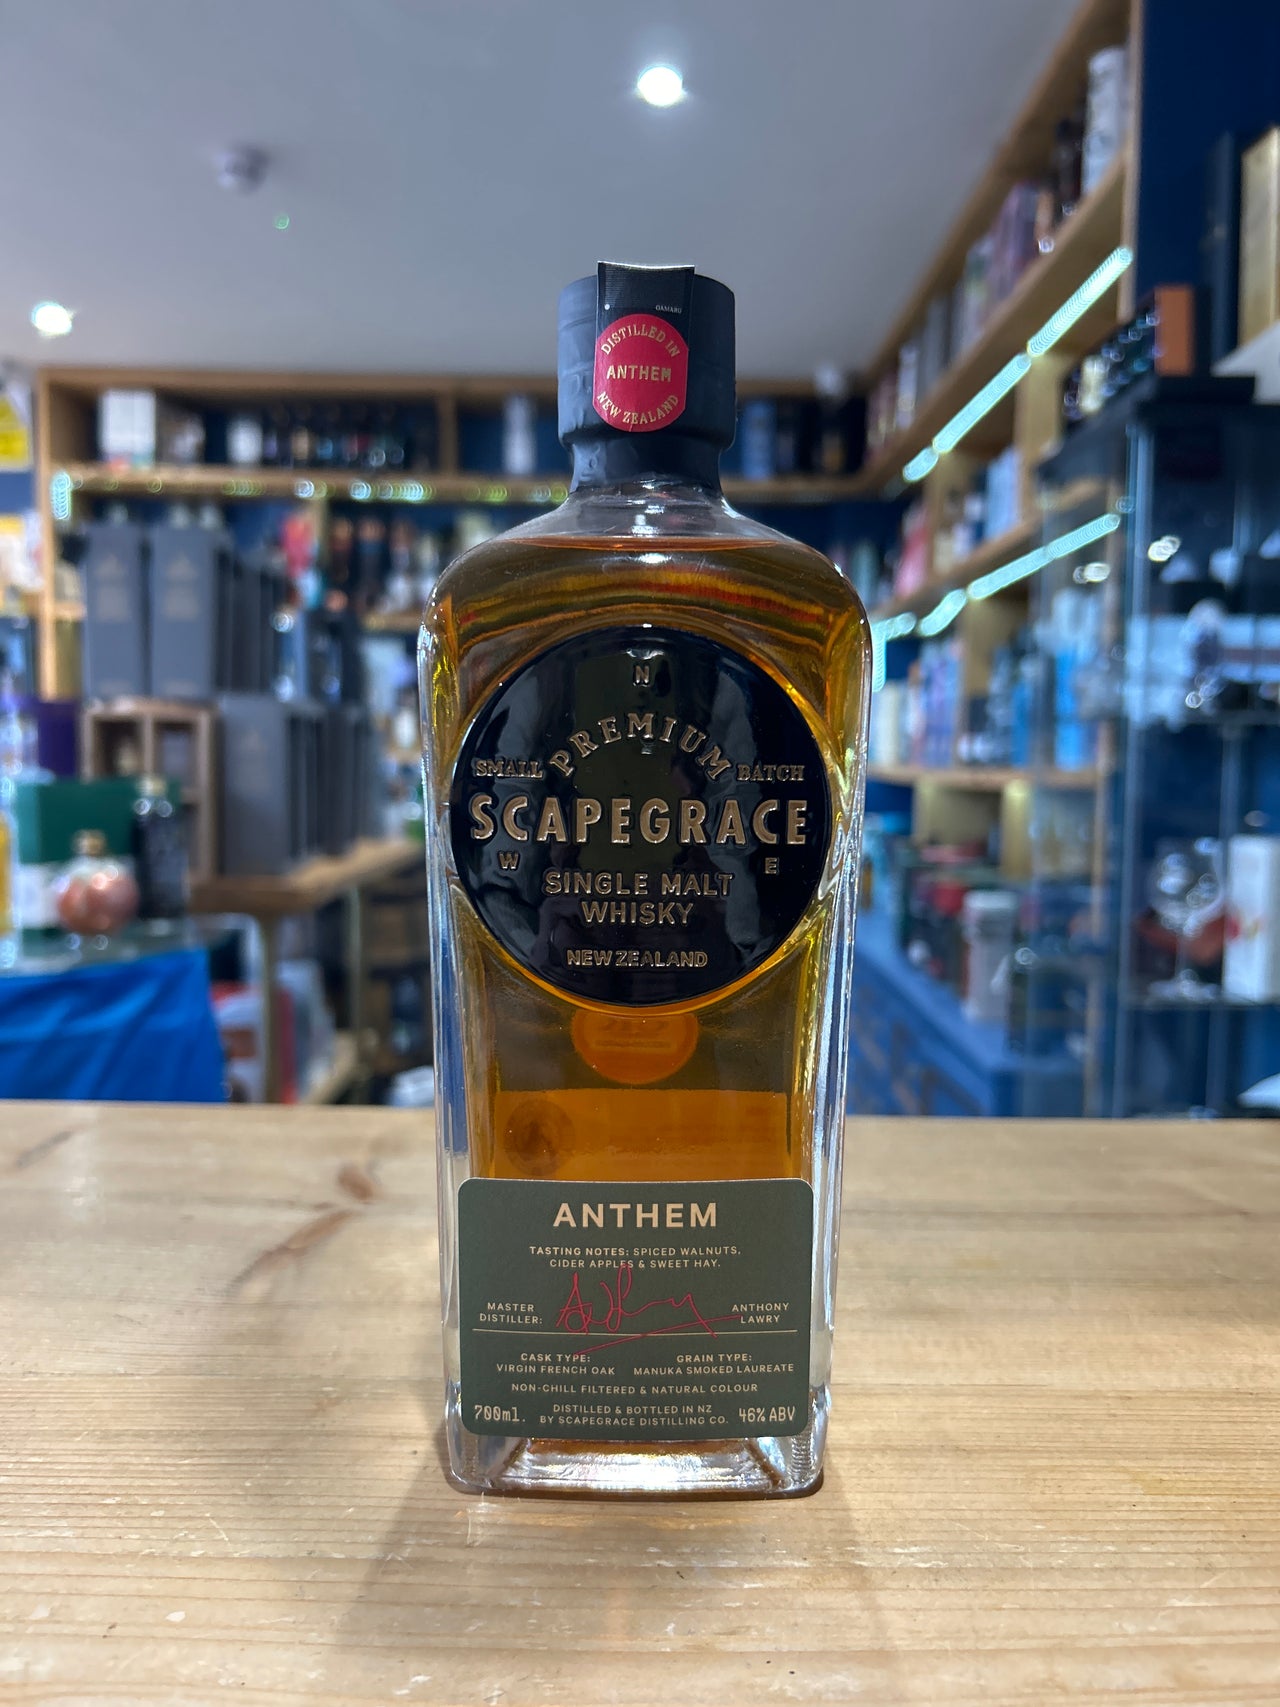 OAMARU
DISTILLED IN
ANTHEM
NEW ZEALAND
N
PREMIUM
SMALL BATCH
SCAPEGRACE
W E
SINGLE MALT
WHISKY
NEW ZEALAND
ANTHEM
TASTING NOTES: SPICED WALNUTS.
CIDER APPLES & SWEET HAY.
MASTER
DISTILLER:
ANTHONY
LAWRY
CASK TYPE:
VIRGIN FRENCH OAK
GRAIN TYPE:
MANUKA SMOKED LAUREATE
NON-CHILL FILTERED & NATURAL COLOUR
700ml.
DISTILLED & BOTTLED IN NZ
BY SCAPEGRACE DISTILLING CO.
46% ABV